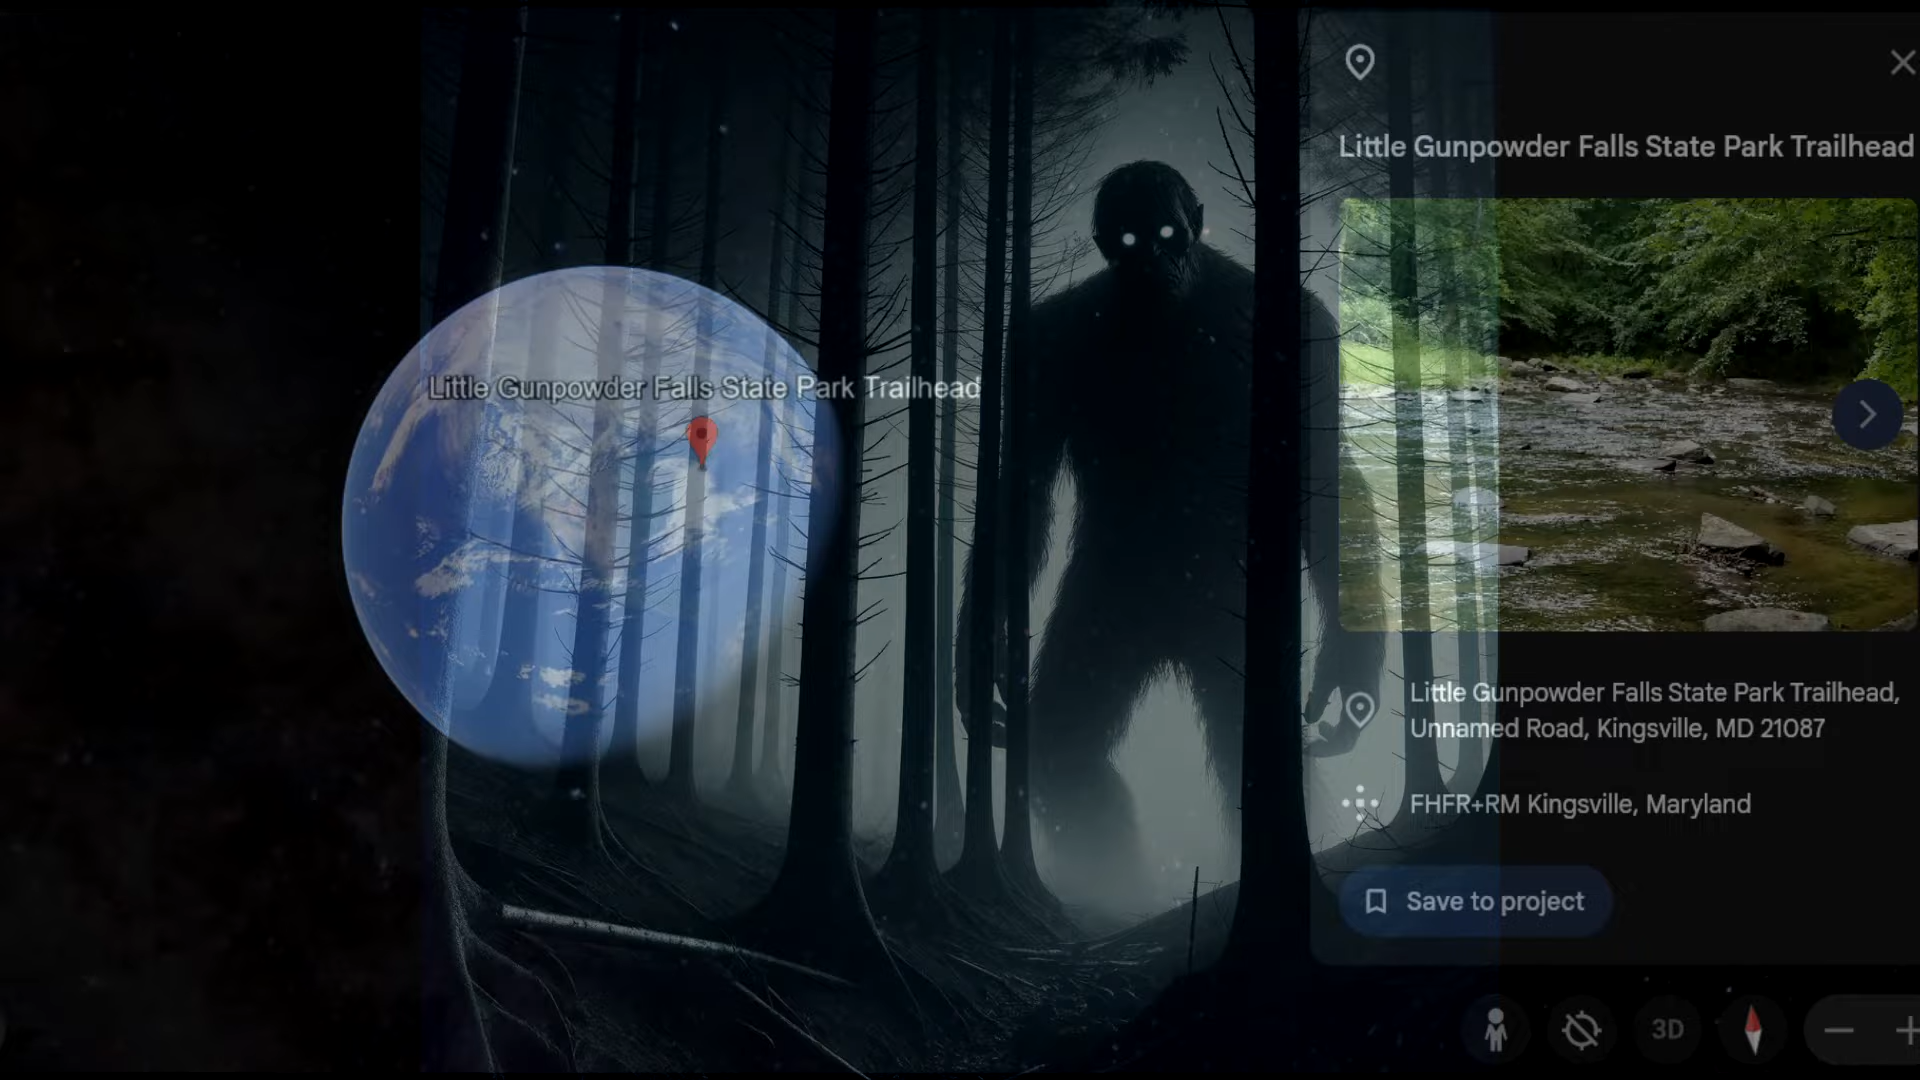 Little Gunpowder Falls State Park Trailhead
Little Gunpowder Falls State Park Trailhead
Little Gunpowder Falls State Park Trailhead,
Unnamed Road, Kingsville, MD 21087
FHFR+RM Kingsville, Maryland
Save to project
3D